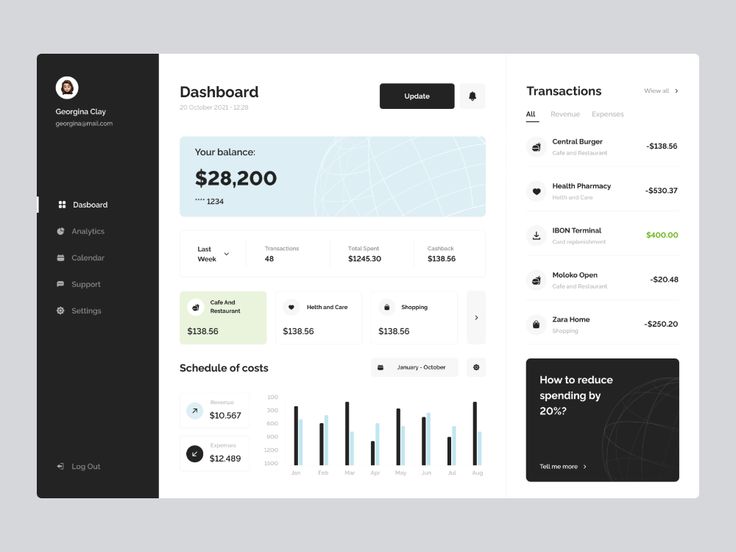 Georgina Clay
georgina@mail.com
Dasboard
Analytics
Calendar
Support
Settings
Log Out
Dashboard
20 October 2021 - 12:28
Update
Your balance:
$28,200
**** 1234
Last
Week
Transactions
48
Total Spent
$1245.30
Cashback
$138.56
Cafe And
Restaurant
$138.56
Helth and Care
$138.56
Shopping
$138.56
Schedule of costs
January - October
Revenue
$10.567
Expenses
$12.489
100
300
600
900
1200
1500
Jan
Feb
Mar
Apr
May
Jun
Jul
Aug
Transactions
View all
All
Revenue
Expenses
Central Burger
Cafe and Restaurant
-$138.56
Health Pharmacy
Helth and Care
-$530.37
IBON Terminal
Card replenishment
$400.00
Moloko Open
Cafe and Restaurant
-$20.48
Zara Home
Shopping
-$250.20
How to reduce
spending by
20%?
Tell me more